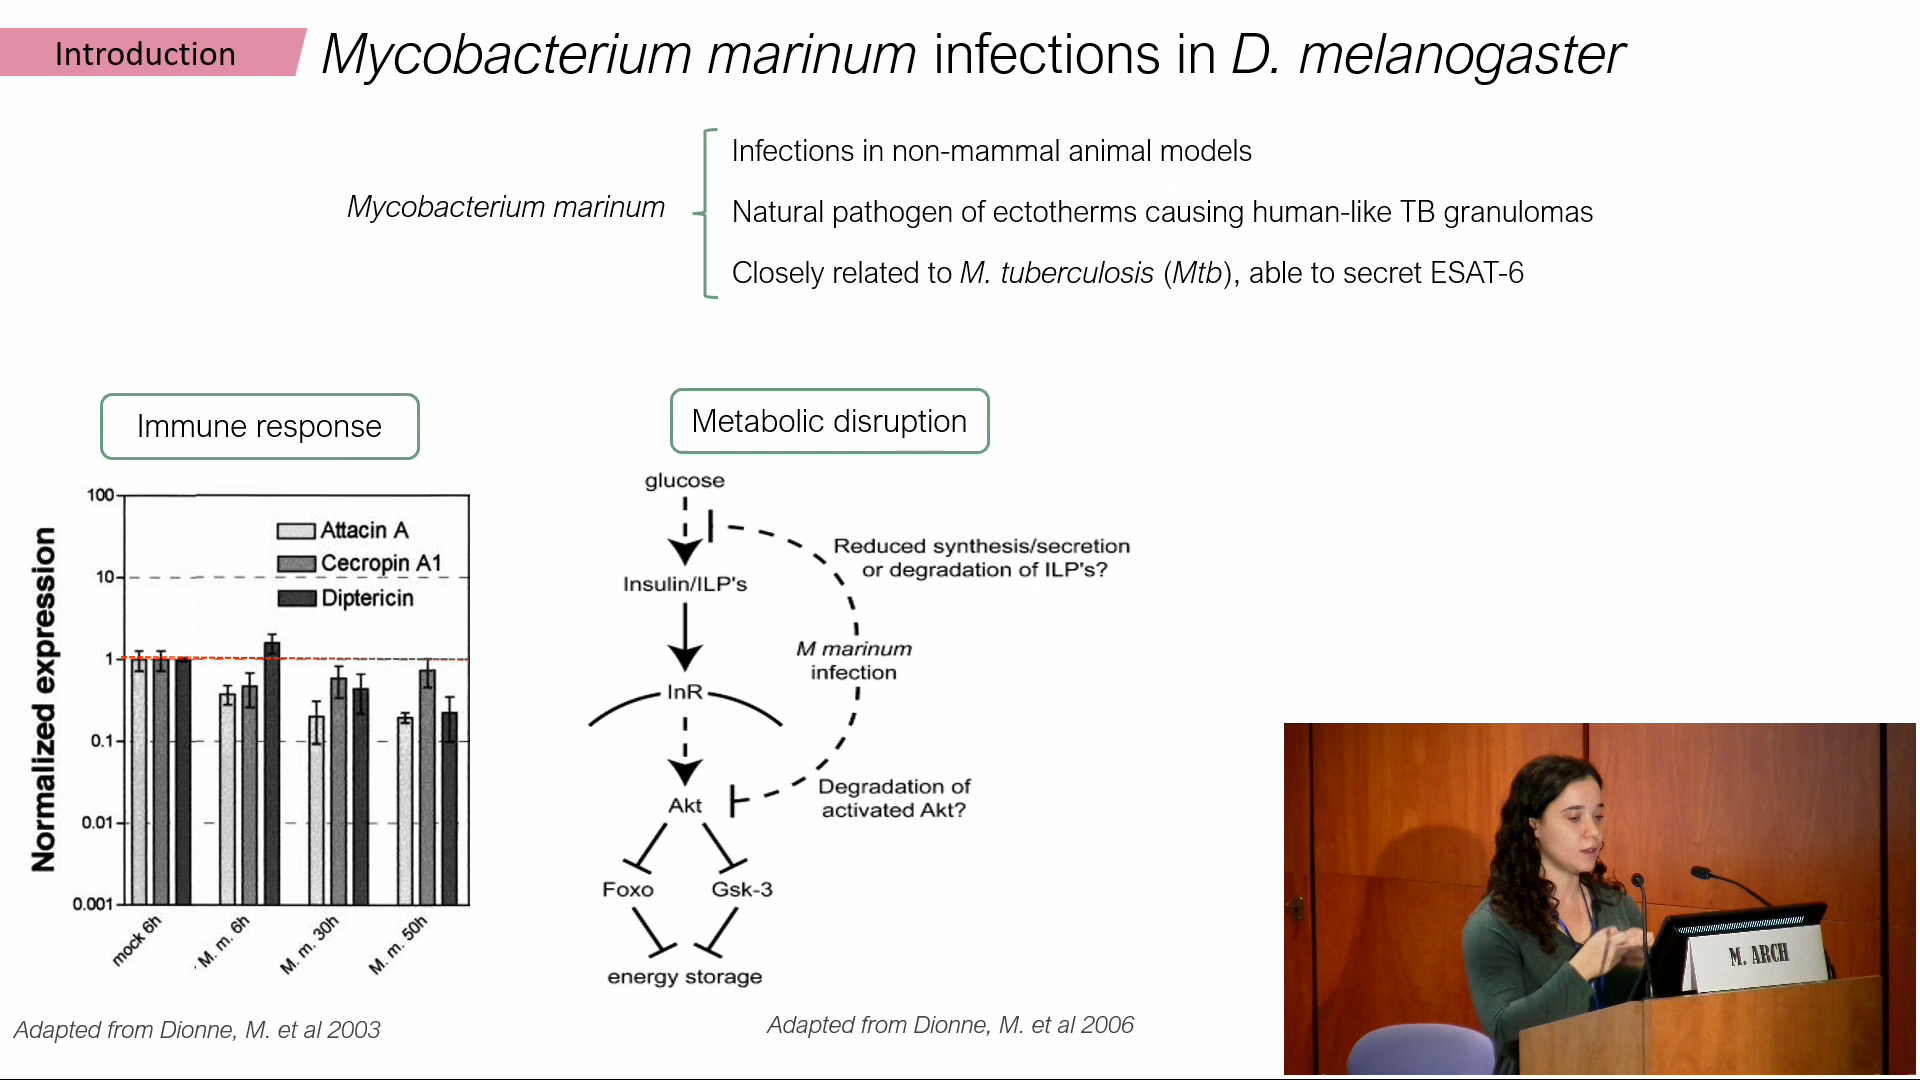 Introduction
Mycobacterium marinum infections in D. melanogaster
Infections in non-mammal animal models
Mycobacterium marinum
Natural pathogen of ectotherms causing human-like TB granulomas
Closely related to M. tuberculosis (Mtb), able to secret ESAT-6
Immune response
Normalized expression
100
10
1
0.1
0.01
0.001
Attacin A
Cecropin A1
Diptericin
mock 6h
M. m. 6h
M. m. 30h
M. m. 50h
Adapted from Dionne, M. et al 2003
Metabolic disruption
glucose
Reduced synthesis/secretion
or degradation of ILP's?
Insulin/ILP's
M marinum
infection
InR
Degradation of
activated Akt?
Akt
Foxo
Gsk-3
energy storage
Adapted from Dionne, M. et al 2006
M. ARCH